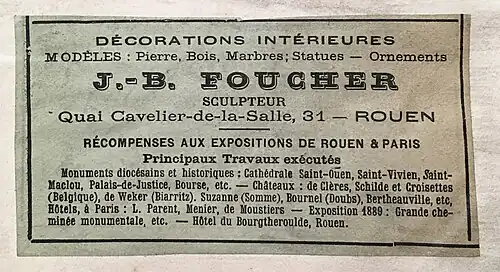 DÉCORATIONS INTÉRIEURES
MODÈLES : Pierre, Bois, Marbres; Statues — Ornements
J.-B. FOUCHER
SCULPTEUR
Quai Cavelier-de-la-Salle, 31 — ROUEN
RÉCOMPENSES AUX EXPOSITIONS DE ROUEN & PARIS
Principaux Travaux exécutés
Monuments diocésains et historiques : Cathédrale Saint-Ouen, Saint-Vivien, Saint-
Maclou, Palais-de-Justice, Bourse, etc. — Châteaux : de Clères, Schilde et Croisettes
(Belgique), de Weker (Biarritz). Suzanne (Somme), Bournel (Doubs), Bertheauville, etc,
Hôtels, à Paris : L. Parent, Menier, de Moustiers — Exposition 1889 : Grande che-
minée monumentale, etc. — Hôtel du Bourgtheroulde, Rouen.